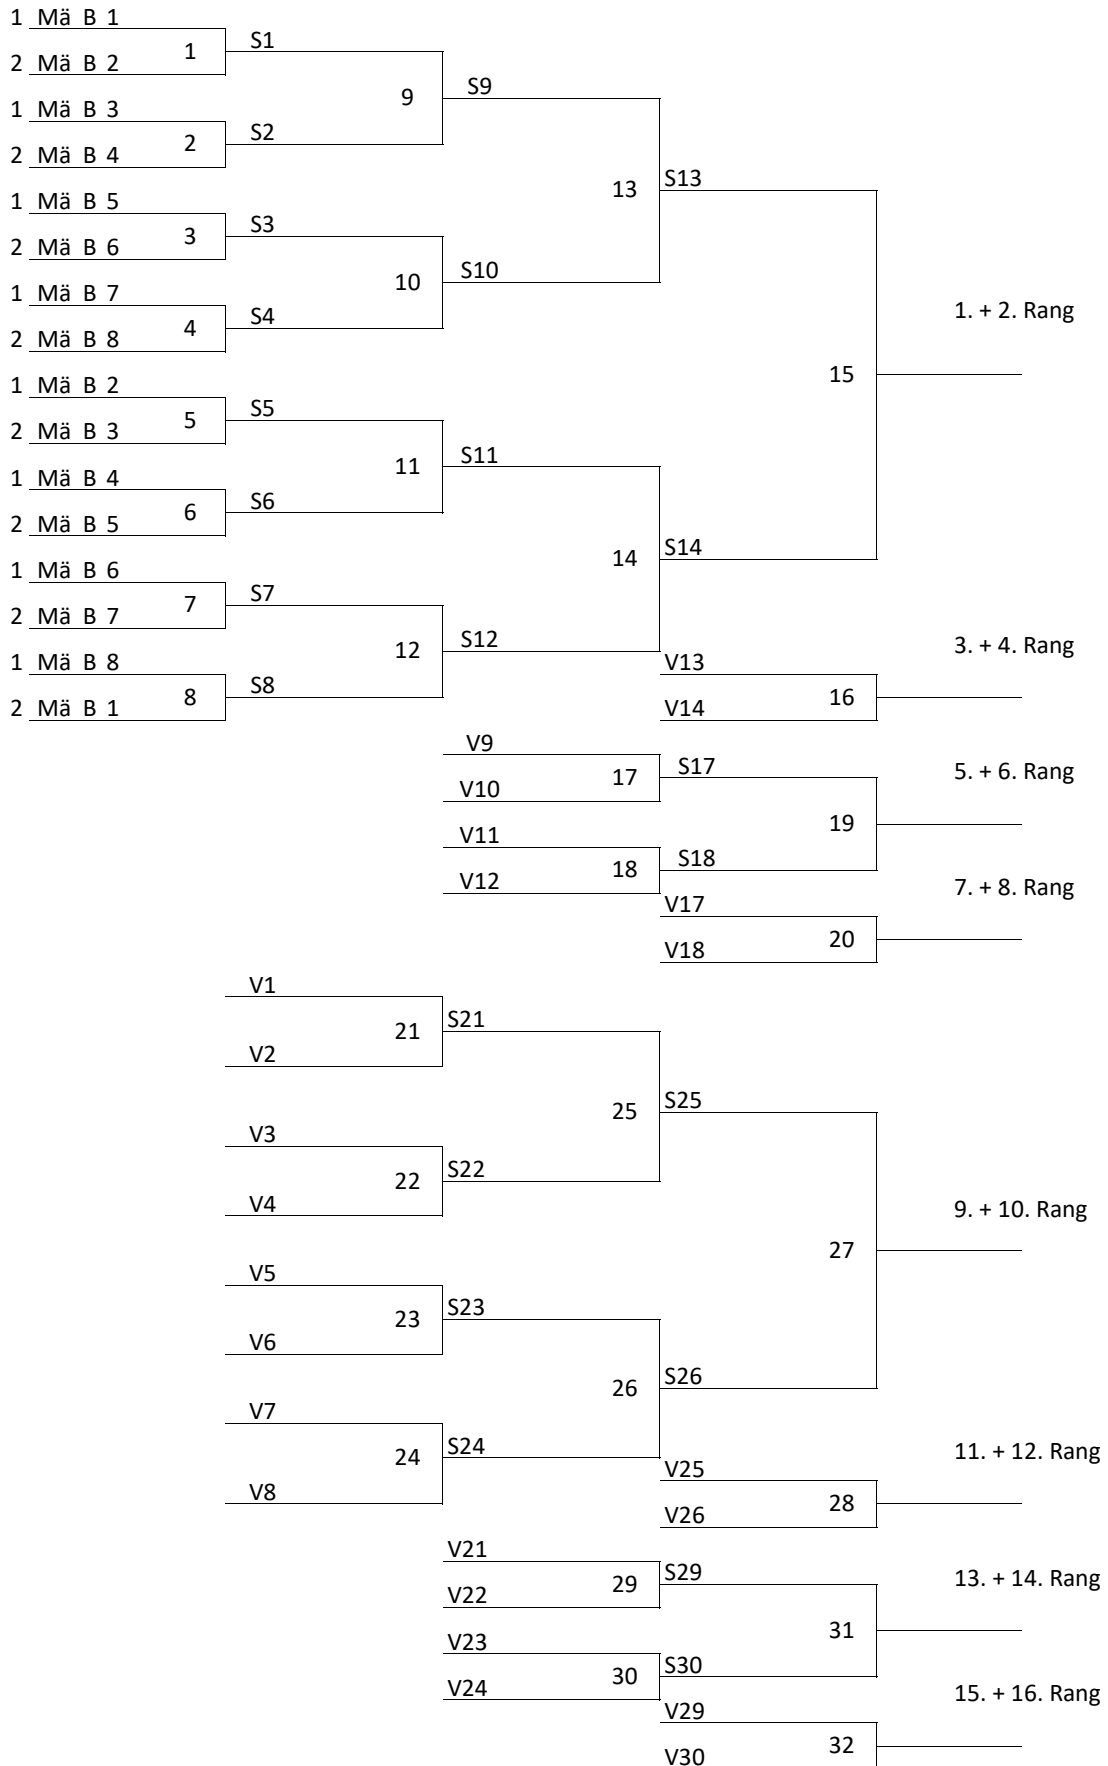 1 Mä B 1
1 S1
2 Mä B 2
9 S9
1 Mä B 3
2 S2
2 Mä B 4
13 S13
1 Mä B 5
3 S3
2 Mä B 6
10 S10
1 Mä B 7
4 S4
1. + 2. Rang
2 Mä B 8
15
1 Mä B 2
5 S5
2 Mä B 3
11 S11
1 Mä B 4
6 S6
2 Mä B 5
14 S14
1 Mä B 6
7 S7
2 Mä B 7
12 S12
3. + 4. Rang
1 Mä B 8
V13
8 S8
16
2 Mä B 1
V14
V9
17 S17
5. + 6. Rang
V10
19
V11
18 S18
V12
7. + 8. Rang
V17
20
V18
V1
21 S21
V2
25 S25
V3
22 S22
V4
9. + 10. Rang
27
V5
23 S23
V6
26 S26
V7
24 S24
11. + 12. Rang
V25
V8
28
V26
V21
29 S29
13. + 14. Rang
V22
31
V23
30 S30
V24
15. + 16. Rang
V29
32
V30